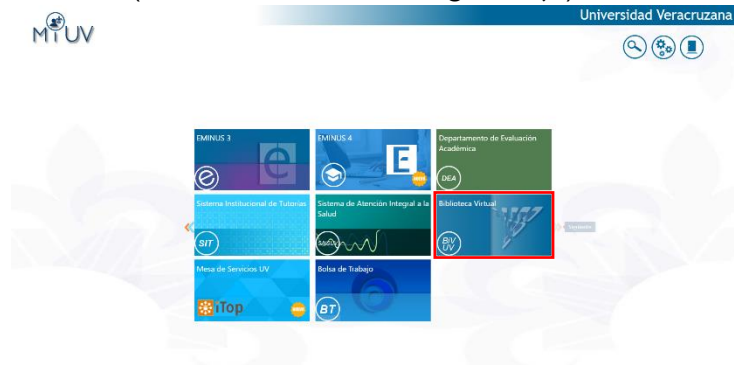 Universidad Veracruzana
MiUV
EMINUS 3
e
EMINUS 4
E
Departamento de Evaluación
Académica
DEA
Sistema Institucional de Tutorías
SIT
Sistema de Atención Integral a la
Salud
Biblioteca Virtual
BiV
UV
Mesa de Servicios UV
iTop
Bolsa de Trabajo
BT